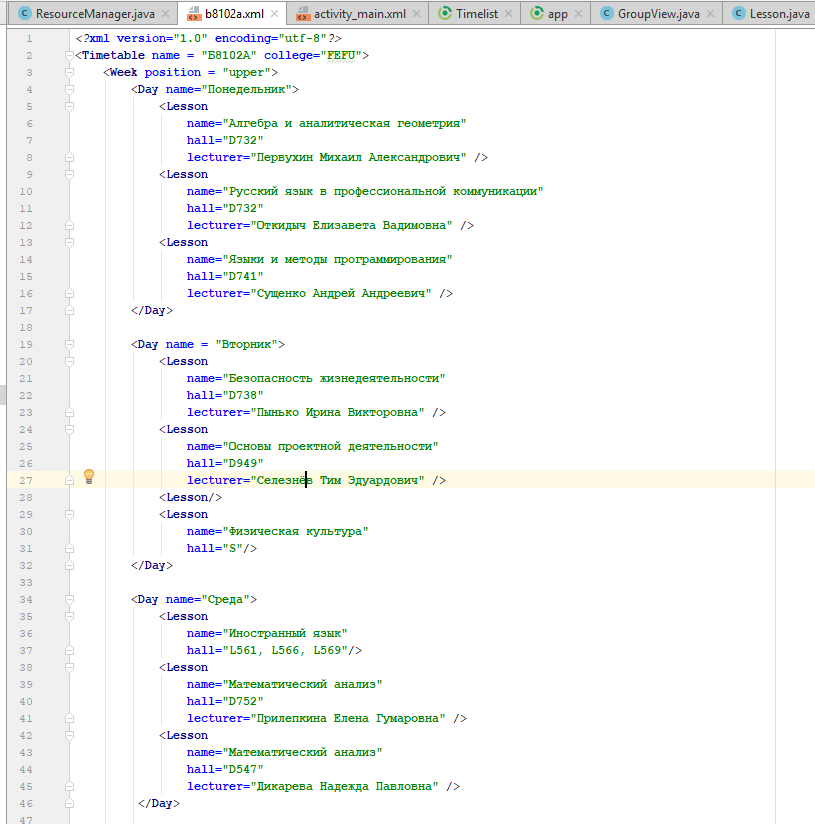 ResourceManager.java b8102a.xml activity_main.xml Timelist app GroupView.java Lesson.java
1 <?xml version="1.0" encoding="utf-8"?>
2 <Timetable name = "Б8102А" college="FEFU">
3 <Week position = "upper">
4 <Day name="Понедельник">
5 <Lesson
6 name="Алгебра и аналитическая геометрия"
7 hall="D732"
8 lecturer="Первухин Михаил Александрович" />
9 <Lesson
10 name="Русский язык в профессиональной коммуникации"
11 hall="D732"
12 lecturer="Откидыч Елизавета Вадимовна" />
13 <Lesson
14 name="Языки и методы программирования"
15 hall="D741"
16 lecturer="Сущенко Андрей Андреевич" />
17 </Day>
18
19 <Day name = "Вторник">
20 <Lesson
21 name="Безопасность жизнедеятельности"
22 hall="D738"
23 lecturer="Пынько Ирина Викторовна" />
24 <Lesson
25 name="Основы проектной деятельности"
26 hall="D949"
27 lecturer="Селезнёв Тим Эдуардович" />
28 <Lesson/>
29 <Lesson
30 name="Физическая культура"
31 hall="S"/>
32 </Day>
33
34 <Day name="Среда">
35 <Lesson
36 name="Иностранный язык"
37 hall="L561, L566, L569"/>
38 <Lesson
39 name="Математический анализ"
40 hall="D752"
41 lecturer="Прилепкина Елена Гумаровна" />
42 <Lesson
43 name="Математический анализ"
44 hall="D547"
45 lecturer="Дикарева Надежда Павловна" />
46 </Day>
47